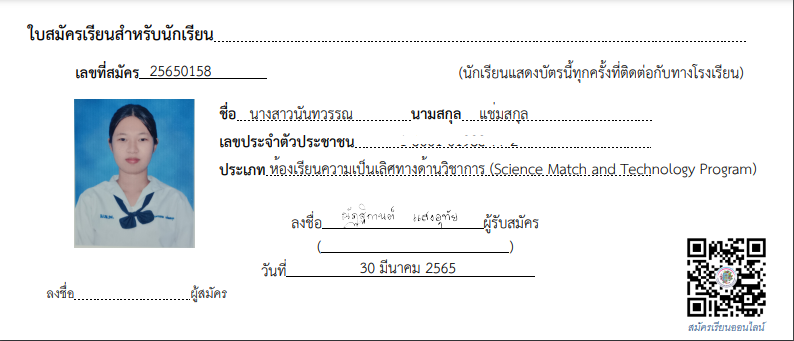 ใบสมัครเรียนสำหรับนักเรียน
เลขที่สมัคร 25650158 (นักเรียนแสดงบัตรนี้ทุกครั้งที่ติดต่อกับทางโรงเรียน)
ชื่อ นางสาวนันทวรรณ นามสกุล แช่มสกุล
เลขประจำตัวประชาชน
ประเภท ห้องเรียนความเป็นเลิศทางด้านวิชาการ (Science Match and Technology Program)
ลงชื่อ ณัฏฐิกานต์ แสงอุทัย ผู้รับสมัคร
( )
วันที่ 30 มีนาคม 2565
ลงชื่อ ผู้สมัคร
สมัครเรียนออนไลน์